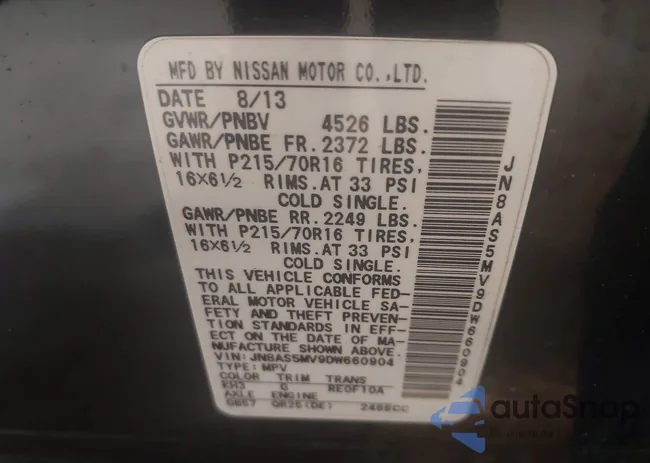 MFD BY NISSAN MOTOR CO.,LTD.
DATE 8/13
GVWR/PNBV 4526 LBS.
GAWR/PNBE FR. 2372 LBS.
WITH P215/70R16 TIRES,
16X6½ RIMS. AT 33 PSI
COLD SINGLE.
GAWR/PNBE RR. 2249 LBS.
WITH P215/70R16 TIRES,
16X6½ RIMS. AT 33 PSI
COLD SINGLE.
THIS VEHICLE CONFORMS
TO ALL APPLICABLE FED-
ERAL MOTOR VEHICLE SA-
FETY AND THEFT PREVEN-
TION STANDARDS IN EFF-
ECT ON THE DATE OF MA-
NUFACTURE SHOWN ABOVE.
VIN: JN8AS5MV9DW660904
TYPE: MPV
COLOR TRIM TRANS
KH3 G RE0F10A
AXLE ENGINE
GB57 QR25(DE) 2488CC
JN8AS5MV9DW660904
autoSnap